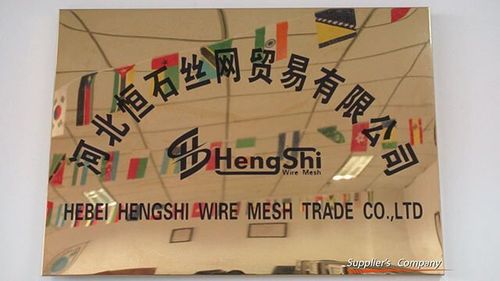 河北恒石丝网贸易有限公司
HengShi
Wire Mesh
HEBEI HENGSHI WIRE MESH TRADE CO.,LTD
Supplier's Company